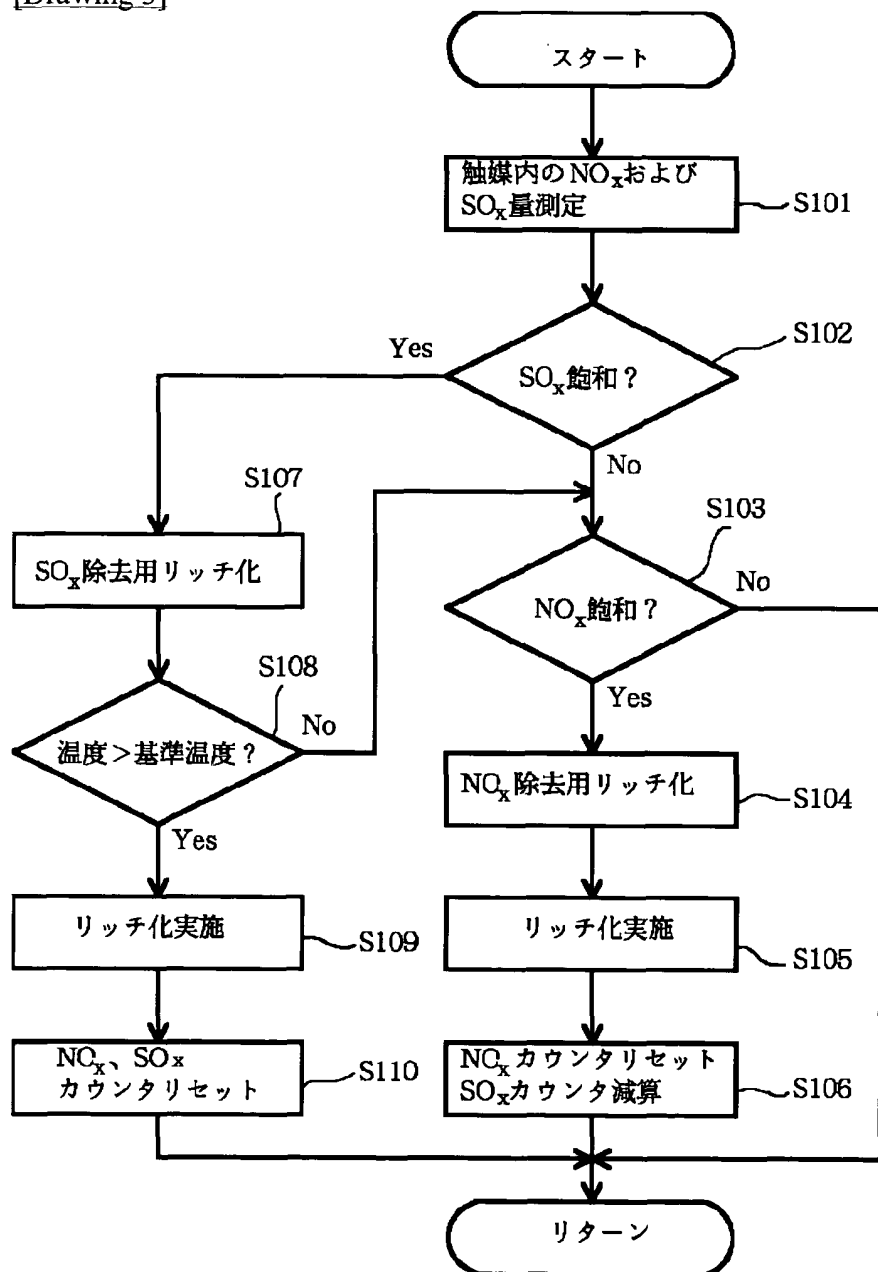 [Drawing 3]
スタート
触媒内のNOxおよび
SOx量測定
S101
S102
Yes
SOx飽和？
No
S107
S103
SOx除去用リッチ化
NOx飽和？
No
S108
温度＞基準温度？
No
Yes
NOx除去用リッチ化
S104
Yes
リッチ化実施
S109
リッチ化実施
S105
NOx、SOx
カウンタリセット
S110
NOxカウンタリセット
SOxカウンタ減算
S106
リターン